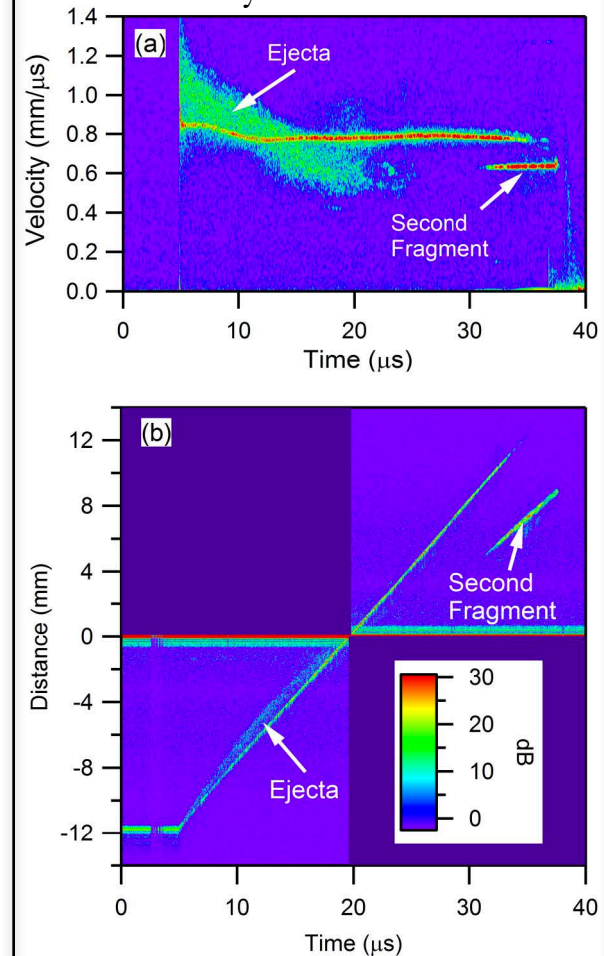 1.4
(a)
Ejecta
1.2
1.0
0.8
0.6
0.4
0.2
0.0
Velocity (mm/μs)
Second
Fragment
0
10
20
30
40
Time (μs)
(b)
12
8
4
0
-4
-8
-12
Distance (mm)
Second
Fragment
Ejecta
30
20
10
0
dB
0
10
20
30
40
Time (μs)